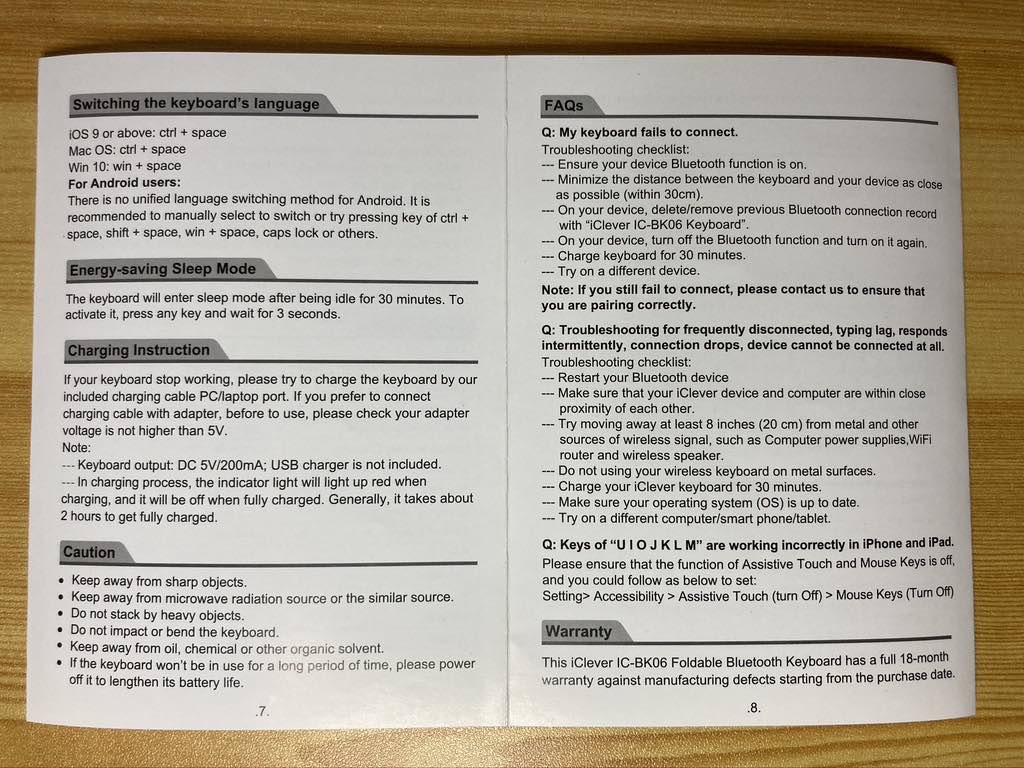 Switching the keyboard's language
iOS 9 or above: ctrl + space
Mac OS: ctrl + space
Win 10: win + space
For Android users:
There is no unified language switching method for Android. It is
recommended to manually select to switch or try pressing key of ctrl +
space, shift + space, win + space, caps lock or others.
Energy-saving Sleep Mode
The keyboard will enter sleep mode after being idle for 30 minutes. To
activate it, press any key and wait for 3 seconds.
Charging Instruction
If your keyboard stop working, please try to charge the keyboard by our
included charging cable PC/laptop port. If you prefer to connect
charging cable with adapter, before to use, please check your adapter
voltage is not higher than 5V.
Note:
--- Keyboard output: DC 5V/200mA; USB charger is not included.
--- In charging process, the indicator light will light up red when
charging, and it will be off when fully charged. Generally, it takes about
2 hours to get fully charged.
Caution
• Keep away from sharp objects.
• Keep away from microwave radiation source or the similar source.
• Do not stack by heavy objects.
• Do not impact or bend the keyboard.
• Keep away from oil, chemical or other organic solvent.
• If the keyboard won't be in use for a long period of time, please power
off it to lengthen its battery life.
.7.
FAQs
Q: My keyboard fails to connect.
Troubleshooting checklist:
--- Ensure your device Bluetooth function is on.
--- Minimize the distance between the keyboard and your device as close
as possible (within 30cm).
--- On your device, delete/remove previous Bluetooth connection record
with “iClever IC-BK06 Keyboard”.
--- On your device, turn off the Bluetooth function and turn on it again.
--- Charge keyboard for 30 minutes.
--- Try on a different device.
Note: If you still fail to connect, please contact us to ensure that
you are pairing correctly.
Q: Troubleshooting for frequently disconnected, typing lag, responds
intermittently, connection drops, device cannot be connected at all.
Troubleshooting checklist:
--- Restart your Bluetooth device
--- Make sure that your iClever device and computer are within close
proximity of each other.
--- Try moving away at least 8 inches (20 cm) from metal and other
sources of wireless signal, such as Computer power supplies,WiFi
router and wireless speaker.
--- Do not using your wireless keyboard on metal surfaces.
--- Charge your iClever keyboard for 30 minutes.
--- Make sure your operating system (OS) is up to date.
--- Try on a different computer/smart phone/tablet.
Q: Keys of “U I O J K L M” are working incorrectly in iPhone and iPad.
Please ensure that the function of Assistive Touch and Mouse Keys is off,
and you could follow as below to set:
Setting> Accessibility > Assistive Touch (turn Off) > Mouse Keys (Turn Off)
Warranty
This iClever IC-BK06 Foldable Bluetooth Keyboard has a full 18-month
warranty against manufacturing defects starting from the purchase date.
.8.